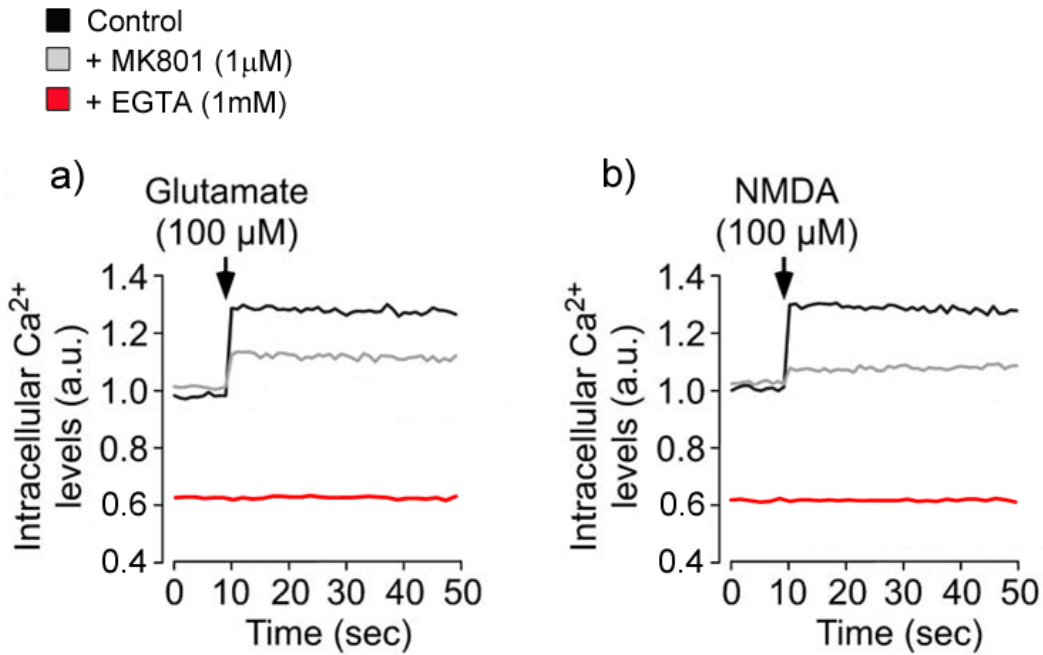 Control
+ MK801 (1μM)
+ EGTA (1mM)
a)
Glutamate
(100 μM)
Intracellular Ca²⁺
levels (a.u.)
1.4
1.2
1.0
0.8
0.6
0.4
0 10 20 30 40 50
Time (sec)
b)
NMDA
(100 μM)
Intracellular Ca²⁺
levels (a.u.)
1.4
1.2
1.0
0.8
0.6
0.4
0 10 20 30 40 50
Time (sec)